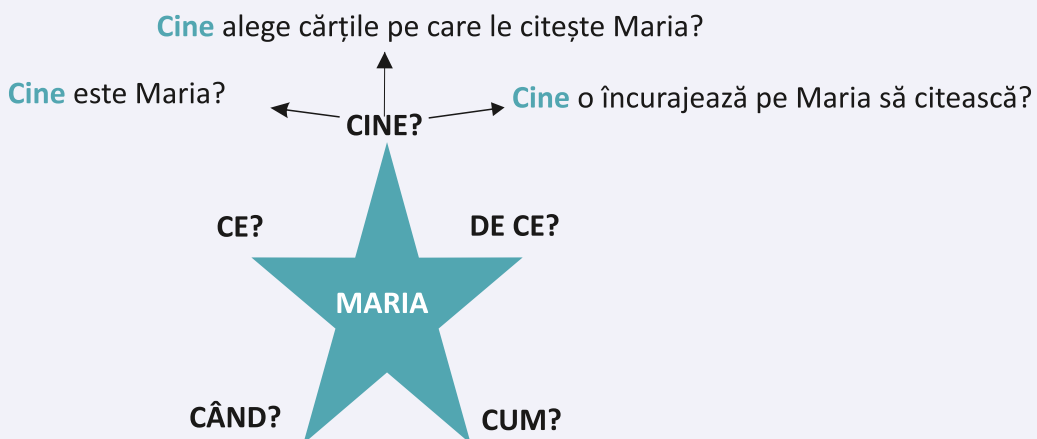 Cine alege cărțile pe care le citește Maria?
Cine este Maria?
Cine o încurajează pe Maria să citească?
CINE?
CE?
DE CE?
MARIA
CÂND?
CUM?